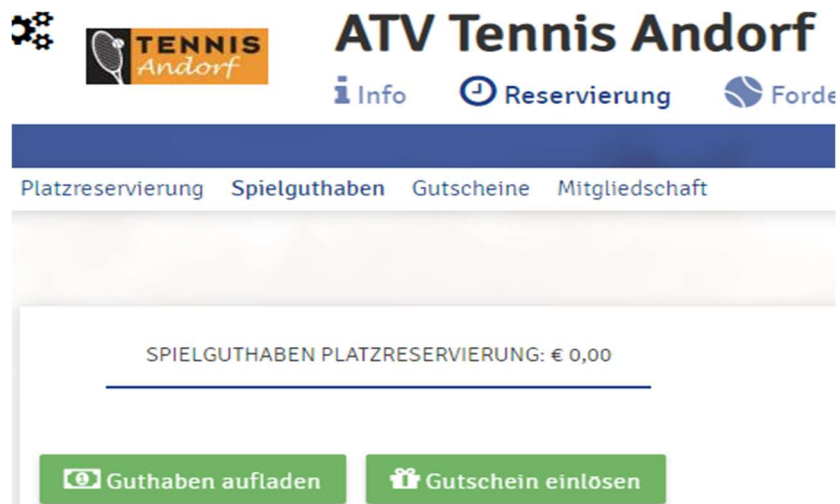 TENNIS
Andorf
ATV Tennis Andorf
Info Reservierung
Platzreservierung Spielguthaben Gutscheine Mitgliedschaft
SPIELGUTHABEN PLATZRESERVIERUNG: € 0,00
Guthaben aufladen Gutschein einlösen